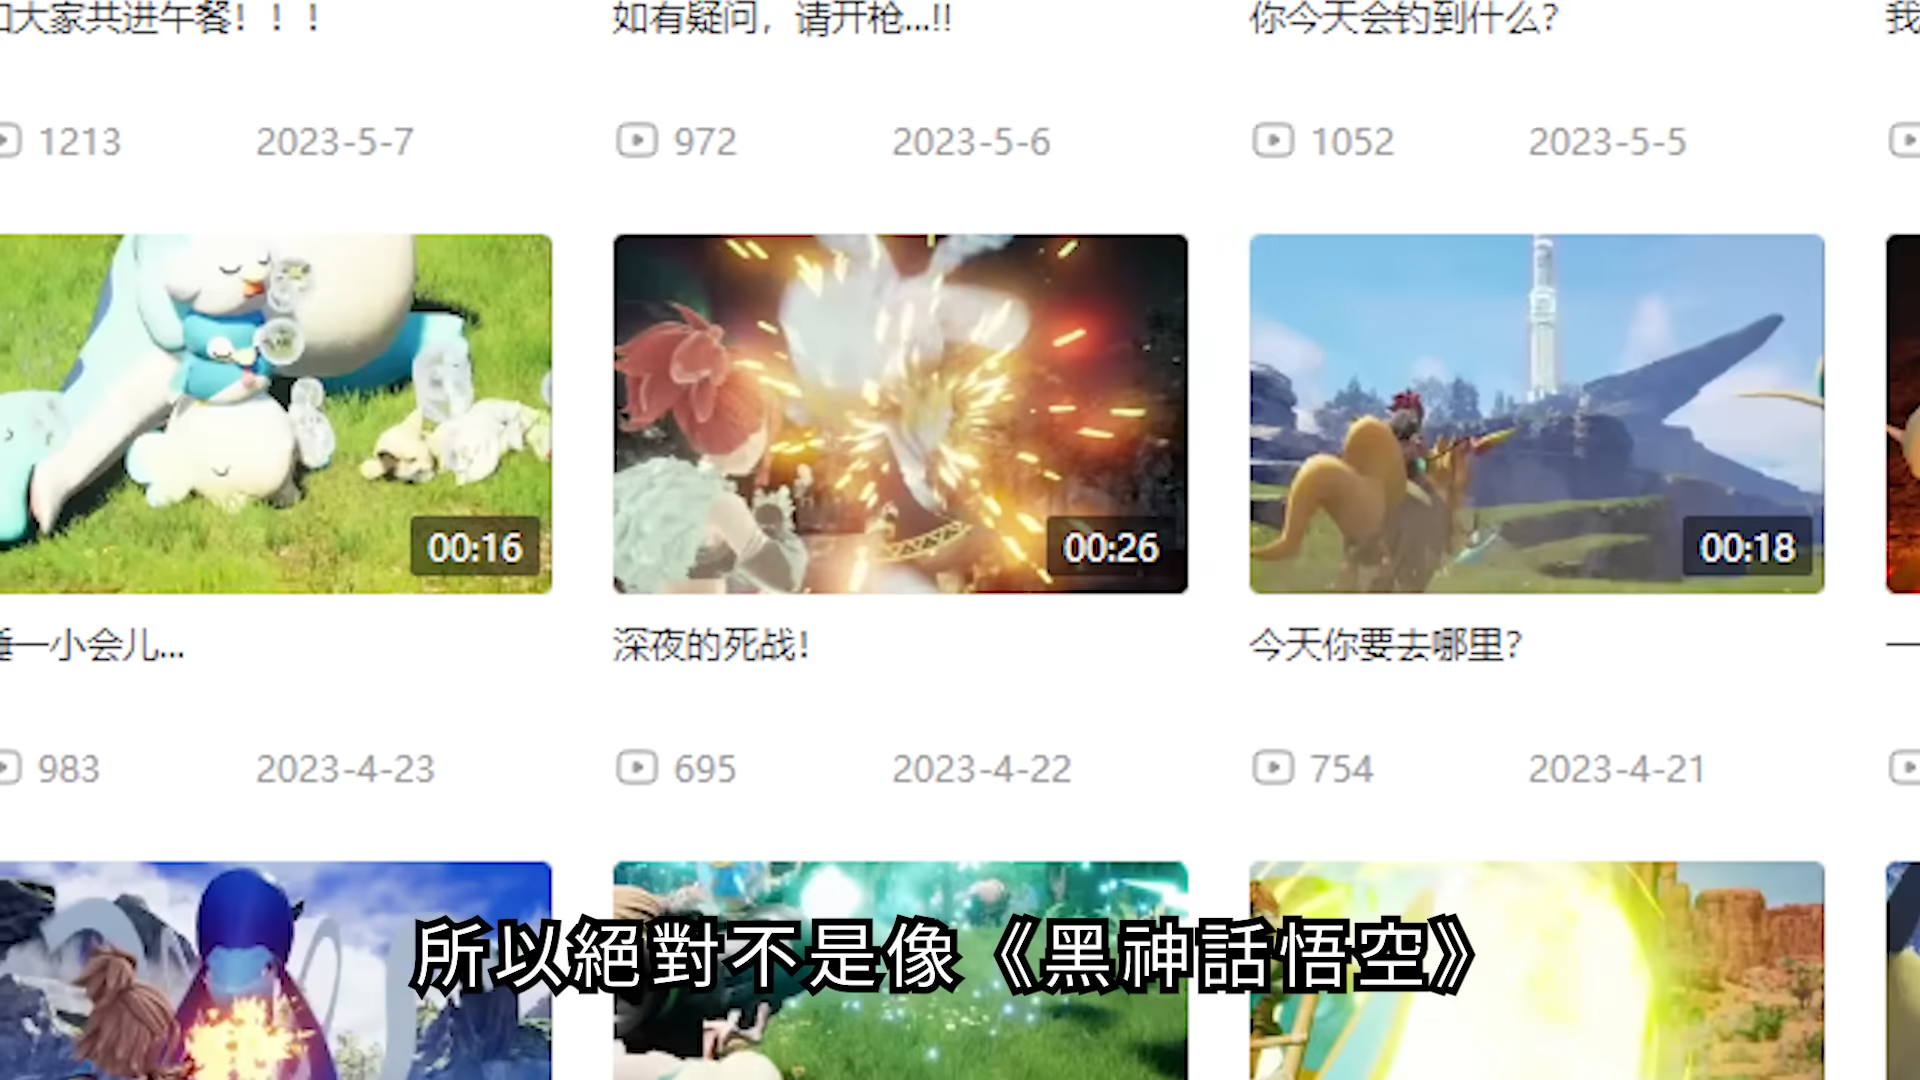 大家共进午餐！！！
如有疑问，请开枪...!!
你今天会钓到什么？
我
1213
2023-5-7
972
2023-5-6
1052
2023-5-5
00:16
00:26
00:18
一小会儿...
深夜的死战！
今天你要去哪里？
一
983
2023-4-23
695
2023-4-22
754
2023-4-21
所以絕對不是像《黑神話悟空》